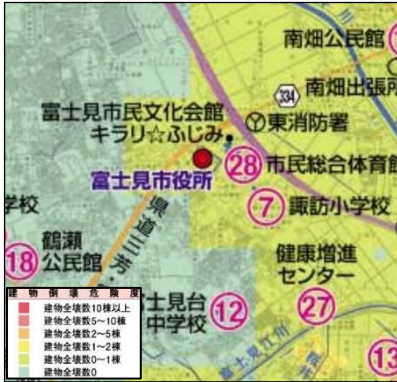 南畑公民館
334
南畑出張所
富士見市民文化会館
キラリ☆ふじみ
東消防署
富士見市役所
28
市民総合体育館
7
諏訪小学校
学校
県道三芳
鶴瀬
公民館
18
健康増進
センター
27
富士見台
中学校
12
富士見江川
13
建物倒壊危険度
建物全壊数10棟以上
建物全壊数5～10棟
建物全壊数2～5棟
建物全壊数1～2棟
建物全壊数0～1棟
建物全壊数0